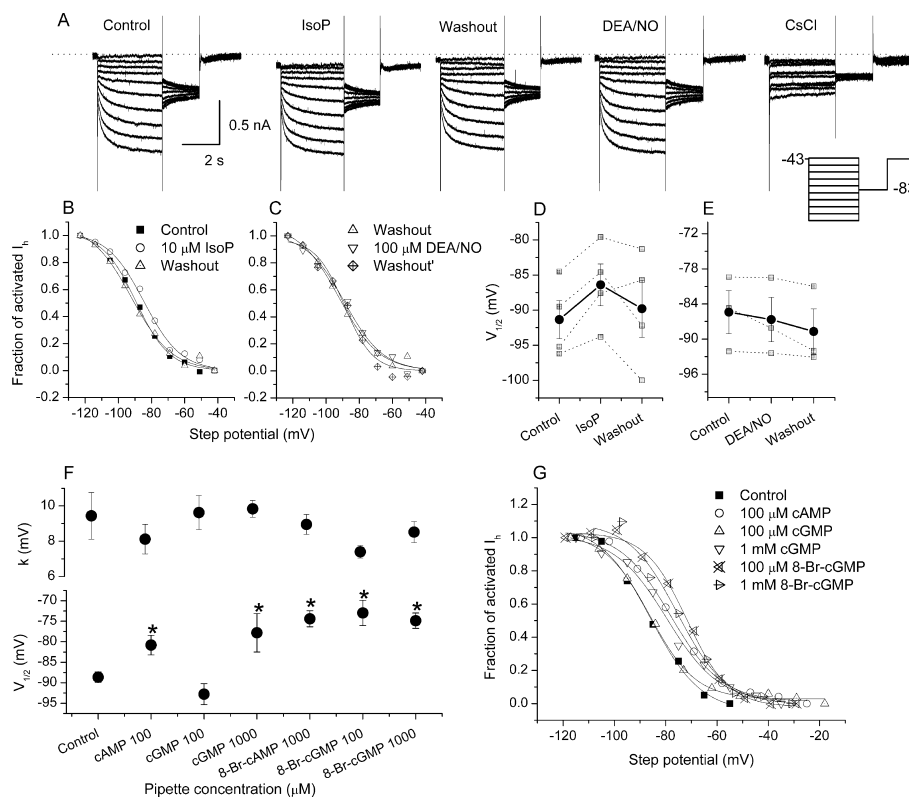 A
Control
IsoP
Washout
DEA/NO
CsCl
0.5 nA
2 s
-43
-83
B
C
D
E
Control
10 μM IsoP
Washout
Washout
100 μM DEA/NO
Washout'
Fraction of activated Ih
1.0
0.8
0.6
0.4
0.2
0.0
-120 -100 -80 -60 -40
-120 -100 -80 -60 -40
Step potential (mV)
V1/2 (mV)
-80
-85
-90
-95
-100
Control
IsoP
Washout
-72
-78
-84
-90
-96
Control
DEA/NO
Washout
F
k (mV)
10
8
6
V1/2 (mV)
-75
-80
-85
-90
-95
* * * * *
Control
cAMP 100
cGMP 100
cGMP 1000
8-Br-cAMP 1000
8-Br-cGMP 100
8-Br-cGMP 1000
Pipette concentration (μM)
G
Control
100 μM cAMP
100 μM cGMP
1 mM cGMP
100 μM 8-Br-cGMP
1 mM 8-Br-cGMP
Fraction of activated Ih
1.2
1.0
0.8
0.6
0.4
0.2
0.0
-120 -100 -80 -60 -40 -20
Step potential (mV)